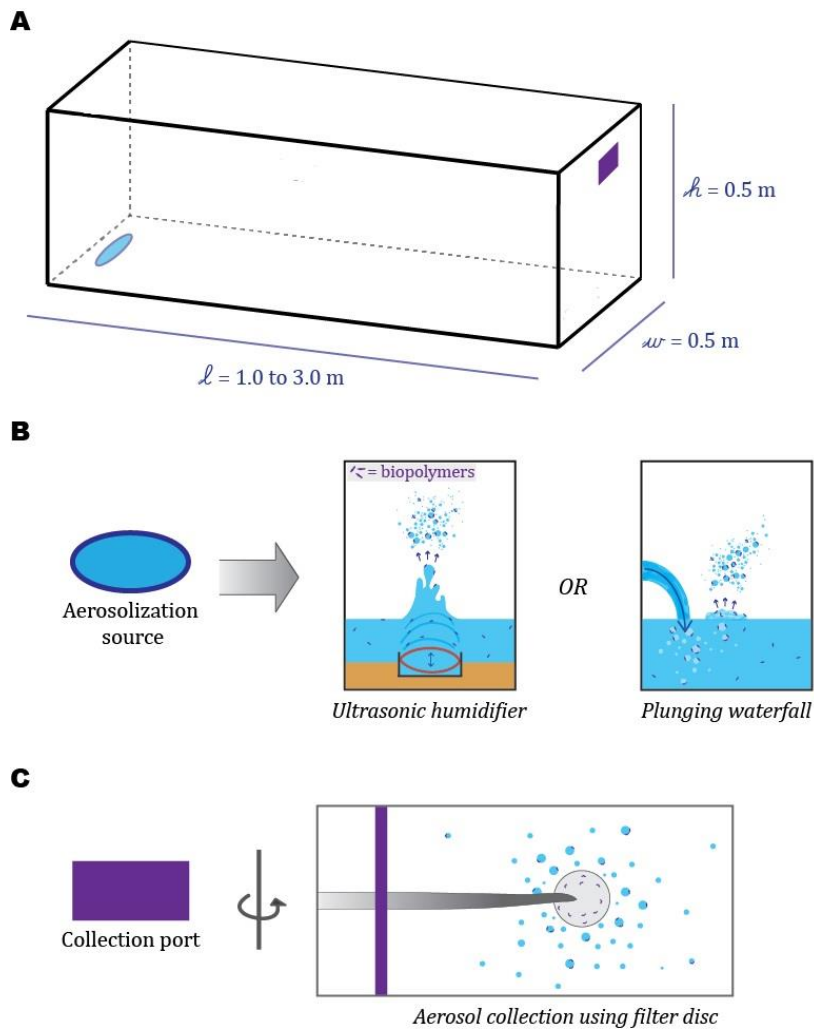 A
h = 0.5 m
w = 0.5 m
l = 1.0 to 3.0 m
B
= biopolymers
Aerosolization
source
OR
Ultrasonic humidifier
Plunging waterfall
C
Collection port
Aerosol collection using filter disc